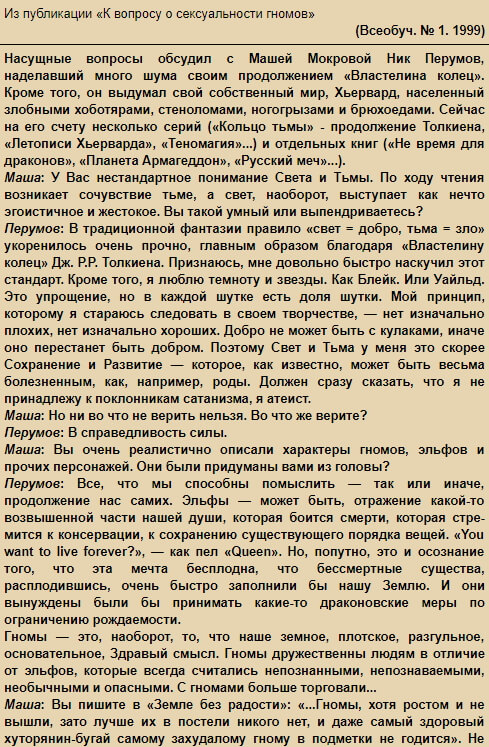 Из публикации «К вопросу о сексуальности гномов»
(Всеобуч. № 1. 1999)
Насущные вопросы обсудил с Машей Мокровой Ник Перумов,
наделавший много шума своим продолжением «Властелина колец».
Кроме того, он выдумал свой собственный мир, Хьервард, населенный
злобными хоботярами, стеноломами, ногогрызами и брюхоедами. Сейчас
на его счету несколько серий («Кольцо тьмы» - продолжение Толкиена,
«Летописи Хьерварда», «Теномагия»...) и отдельных книг («Не время для
драконов», «Планета Армагеддон», «Русский меч»...).
Маша: У Вас нестандартное понимание Света и Тьмы. По ходу чтения
возникает сочувствие тьме, а свет, наоборот, выступает как нечто
эгоистичное и жестокое. Вы такой умный или выпендриваетесь?
Перумов: В традиционной фантазии правило «свет = добро, тьма = зло»
укоренилось очень прочно, главным образом благодаря «Властелину
колец» Дж. Р.Р. Толкиена. Признаюсь, мне довольно быстро наскучил этот
стандарт. Кроме того, я люблю темноту и звезды. Как Блейк. Или Уайльд.
Это упрощение, но в каждой шутке есть доля шутки. Мой принцип,
которому я стараюсь следовать в своем творчестве, — нет изначально
плохих, нет изначально хороших. Добро не может быть с кулаками, иначе
оно перестанет быть добром. Поэтому Свет и Тьма у меня это скорее
Сохранение и Развитие — которое, как известно, может быть весьма
болезненным, как, например, роды. Должен сразу сказать, что я не
принадлежу к поклонникам сатанизма, я атеист.
Маша: Но ни во что не верить нельзя. Во что же верите?
Перумов: В справедливость силы.
Маша: Вы очень реалистично описали характеры гномов, эльфов и
прочих персонажей. Они были придуманы вами из головы?
Перумов: Все, что мы способны помыслить — так или иначе,
продолжение нас самих. Эльфы — может быть, отражение какой-то
возвышенной части нашей души, которая боится смерти, которая стре-
мится к консервации, к сохранению существующего порядка вещей. «You
want to live forever?», — как пел «Queen». Но, попутно, это и осознание
того, что эта мечта бесплодна, что бессмертные существа,
расплодившись, очень быстро заполнили бы нашу Землю. И они
вынуждены были бы принимать какие-то драконовские меры по
ограничению рождаемости.
Гномы — это, наоборот, то, что наше земное, плотское, разгульное,
основательное, Здравый смысл. Гномы дружественны людям в отличие
от эльфов, которые всегда считались непознанными, непознаваемыми,
необычными и опасными. С гномами больше торговали...
Маша: Вы пишите в «Земле без радости»: «...Гномы, хотя ростом и не
вышли, зато лучше их в постели никого нет, и даже самый здоровый
хуторянин-бугай самому захудалому гному в подметки не годится». Не